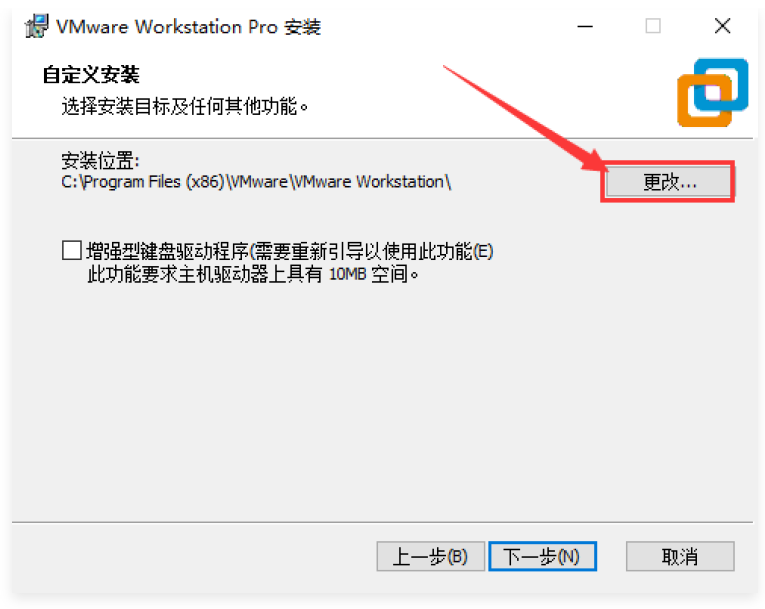 VMware Workstation Pro 安装
自定义安装
选择安装目标及任何其他功能。
安装位置:
C:\Program Files (x86)\VMware\VMware Workstation\
更改...
增强型键盘驱动程序(需要重新引导以使用此功能(E)
此功能要求主机驱动器上具有 10MB 空间。
上一步(B) 下一步(N) 取消